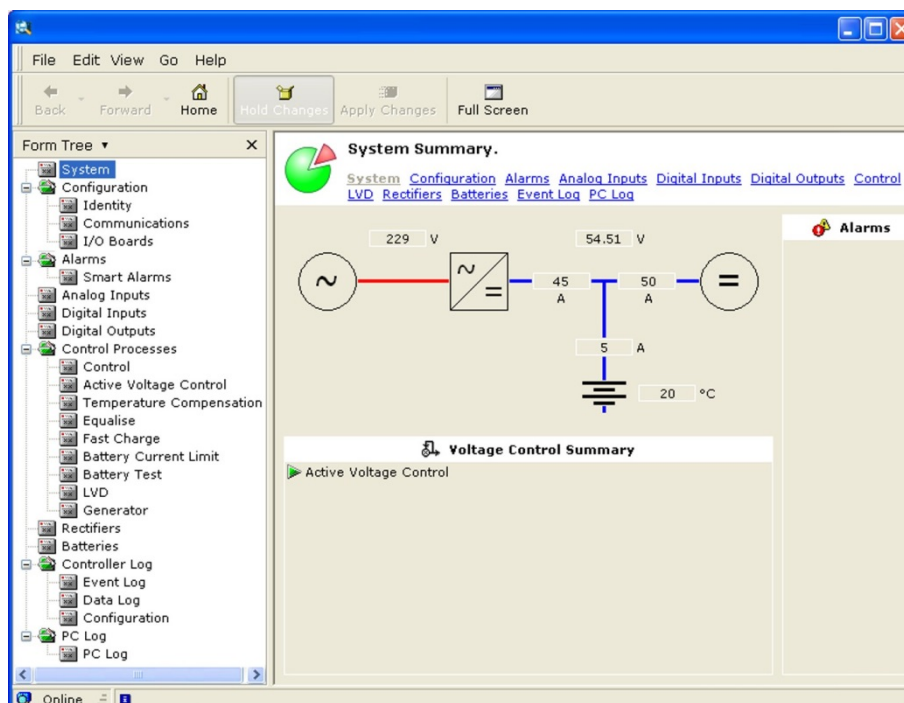 File Edit View Go Help
Back Forward Home Hold Changes Apply Changes Full Screen
Form Tree
System
Configuration
Identity
Communications
I/O Boards
Alarms
Smart Alarms
Analog Inputs
Digital Inputs
Digital Outputs
Control Processes
Control
Active Voltage Control
Temperature Compensation
Equalise
Fast Charge
Battery Current Limit
Battery Test
LVD
Generator
Rectifiers
Batteries
Controller Log
Event Log
Data Log
Configuration
PC Log
PC Log
System Summary.
System Configuration Alarms Analog Inputs Digital Inputs Digital Outputs Control
LVD Rectifiers Batteries Event Log PC Log
229 V 54.51 V
45 50
A A
5 A
20 °C
Voltage Control Summary
Active Voltage Control
Alarms
Online